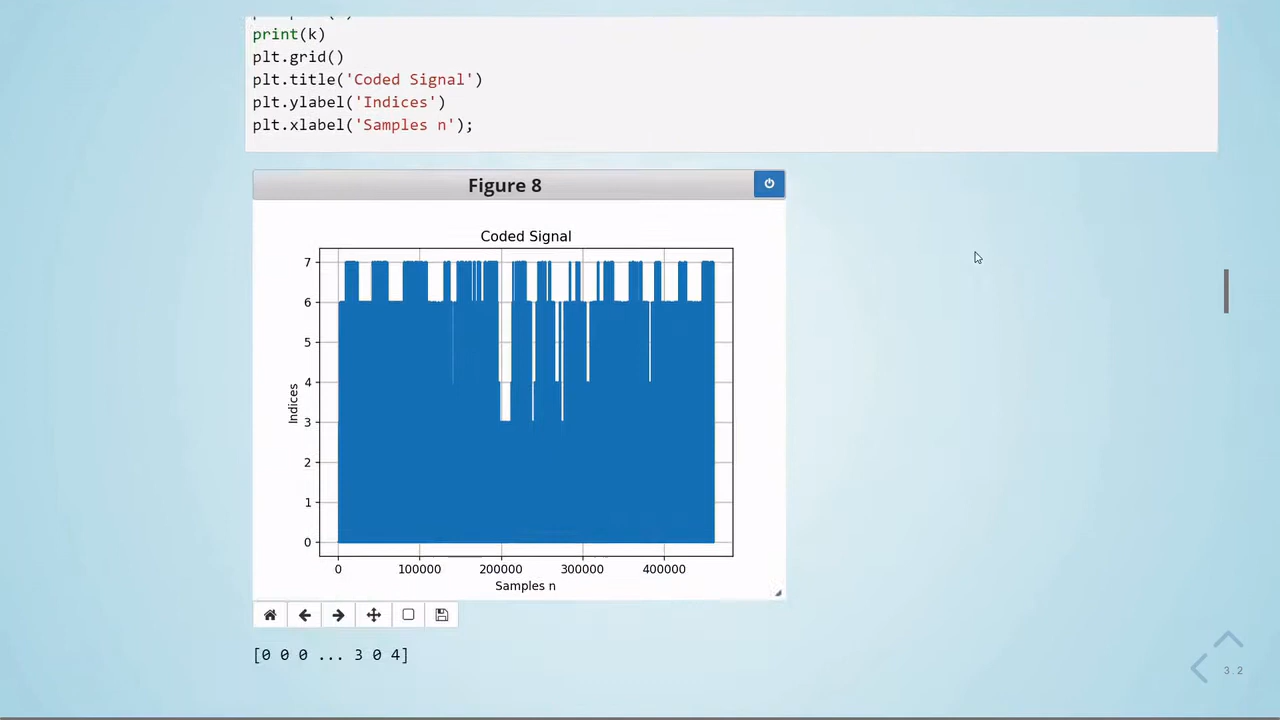 print(k)
plt.grid()
plt.title('Coded Signal')
plt.ylabel('Indices')
plt.xlabel('Samples n');
Figure 8
Coded Signal
7
6
5
4
3
2
1
0
Indices
0 100000 200000 300000 400000
Samples n
[0 0 0 ... 3 0 4]
3.2